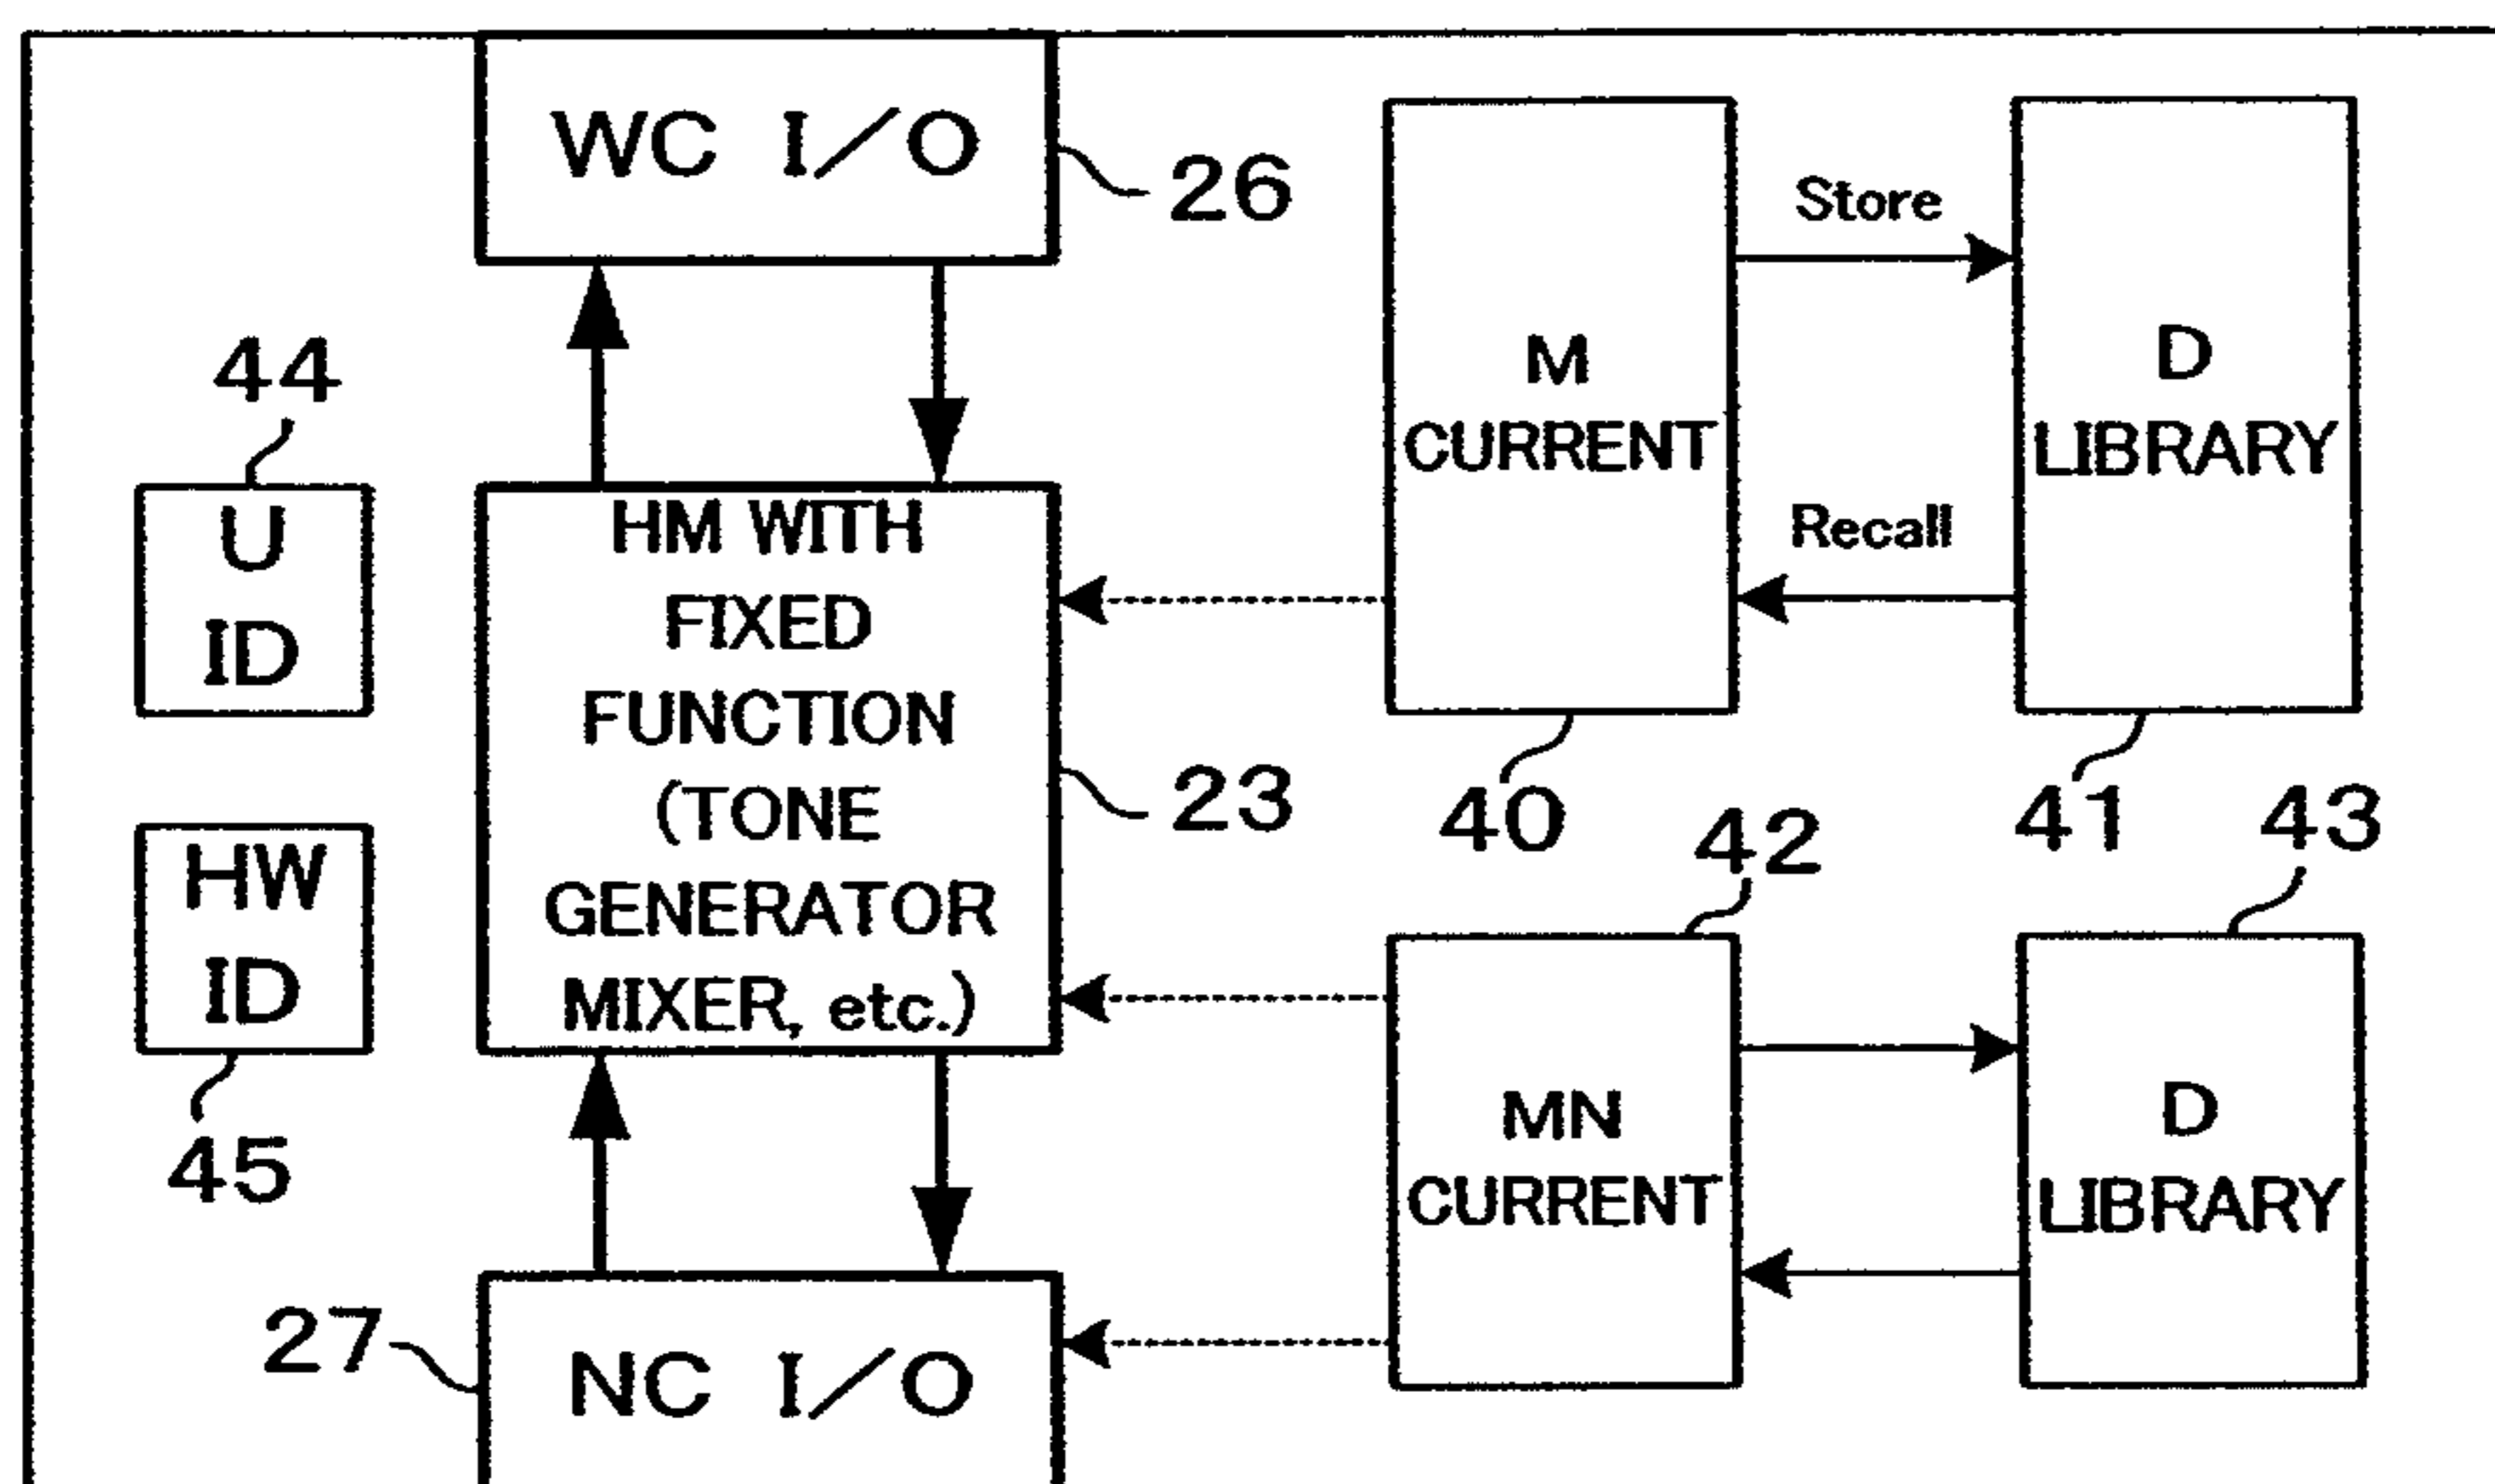 WC I/O
26
Store
M
CURRENT
D
LIBRARY
Recall
44
U
ID
HM WITH
FIXED
FUNCTION
(TONE
GENERATOR
MIXER, etc.)
23
40
41
42
43
HW
ID
45
MN
CURRENT
D
LIBRARY
27
NC I/O